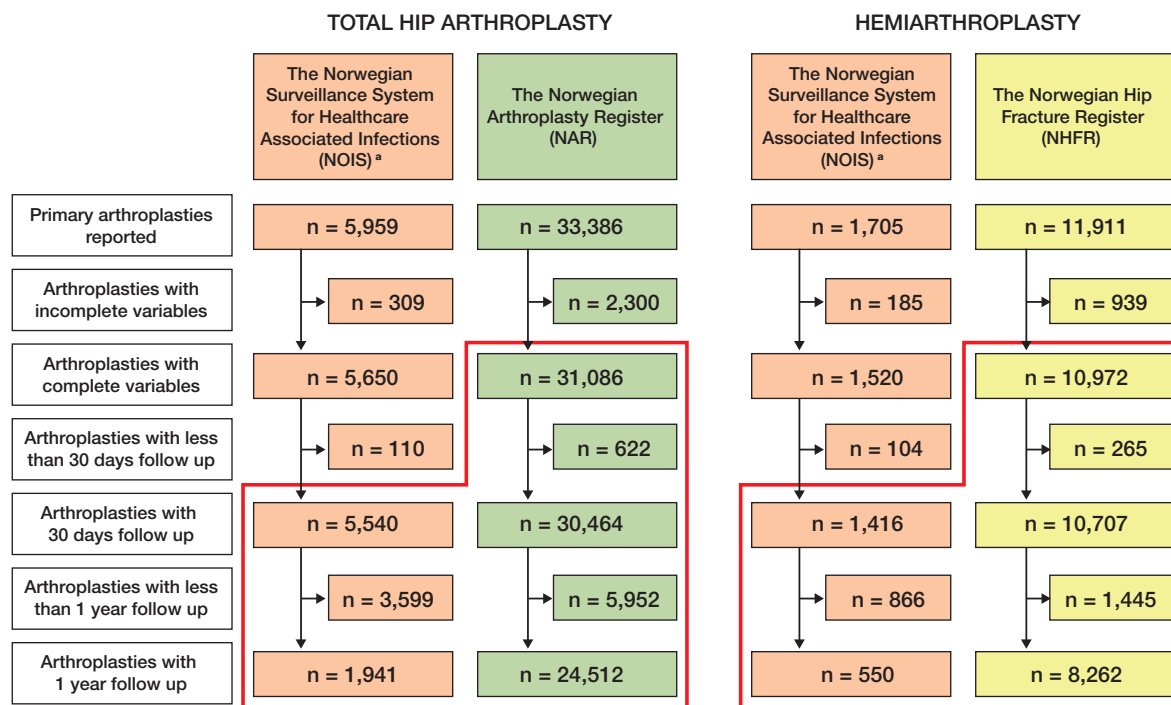 TOTAL HIP ARTHROPLASTY
HEMIARTHROPLASTY
The Norwegian
Surveillance System
for Healthcare
Associated Infections
(NOIS) ª
The Norwegian
Arthroplasty Register
(NAR)
The Norwegian
Surveillance System
for Healthcare
Associated Infections
(NOIS) ª
The Norwegian Hip
Fracture Register
(NHFR)
Primary arthroplasties
reported
n = 5,959
n = 33,386
n = 1,705
n = 11,911
Arthroplasties with
incomplete variables
n = 309
n = 2,300
n = 185
n = 939
Arthroplasties with
complete variables
n = 5,650
n = 31,086
n = 1,520
n = 10,972
Arthroplasties with less
than 30 days follow up
n = 110
n = 622
n = 104
n = 265
Arthroplasties with
30 days follow up
n = 5,540
n = 30,464
n = 1,416
n = 10,707
Arthroplasties with less
than 1 year follow up
n = 3,599
n = 5,952
n = 866
n = 1,445
Arthroplasties with
1 year follow up
n = 1,941
n = 24,512
n = 550
n = 8,262